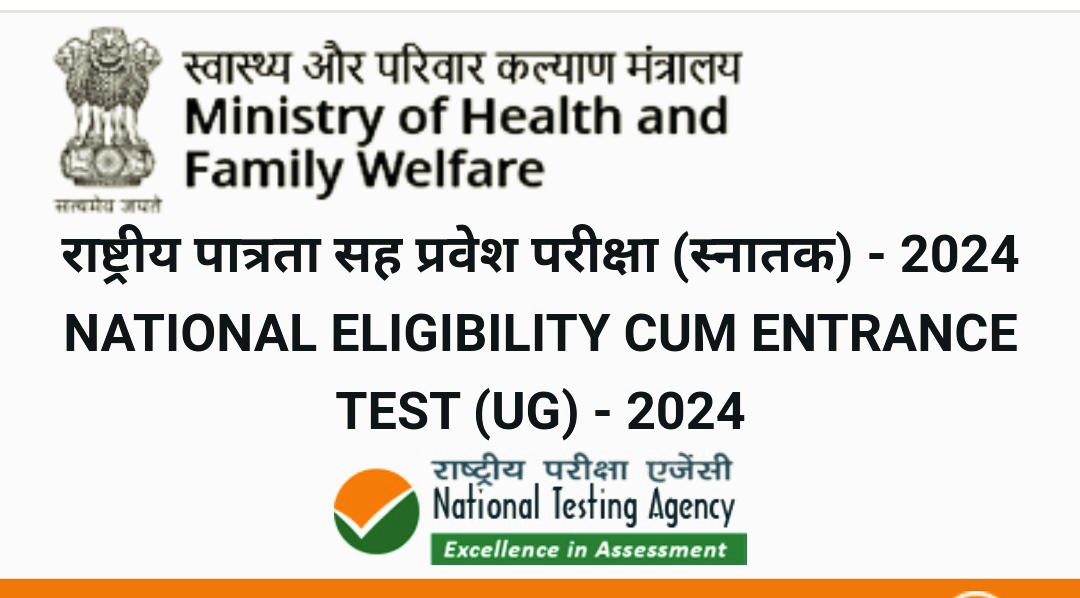 स्वास्थ्य और परिवार कल्याण मंत्रालय
Ministry of Health and
Family Welfare
सत्यमेव जयते
राष्ट्रीय पात्रता सह प्रवेश परीक्षा (स्नातक) - 2024
NATIONAL ELIGIBILITY CUM ENTRANCE
TEST (UG) - 2024
राष्ट्रीय परीक्षा एजेंसी
National Testing Agency
Excellence in Assessment